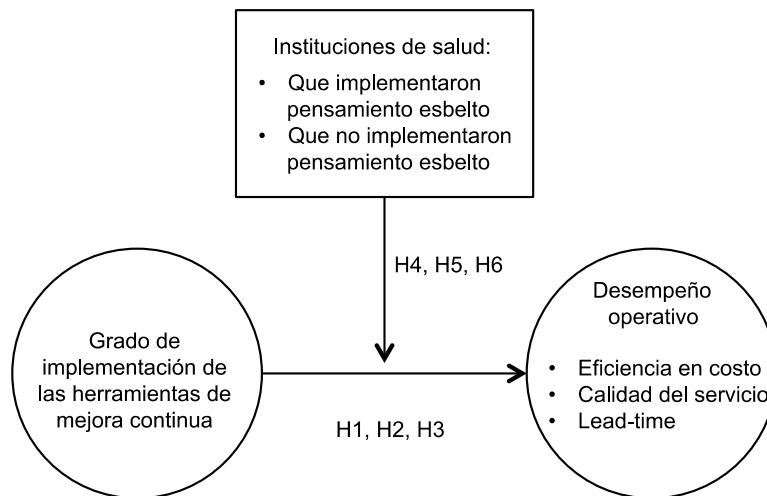 Instituciones de salud:
• Que implementaron
pensamiento esbelto
• Que no implementaron
pensamiento esbelto
H4, H5, H6
Grado de
implementación de
las herramientas de
mejora continua
H1, H2, H3
Desempeño
operativo
• Eficiencia en costo
• Calidad del servicio
• Lead-time